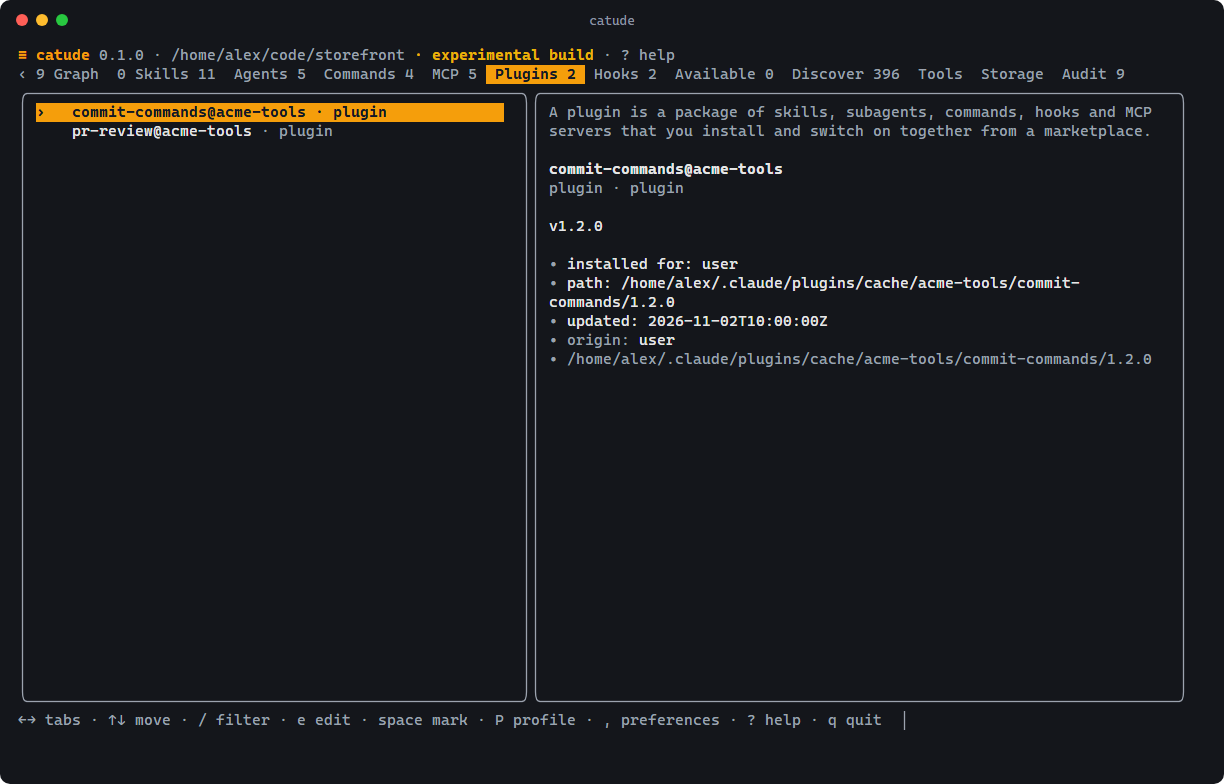 catude
≡ catude 0.1.0 · /home/alex/code/storefront · experimental build · ? help
‹ 9 Graph  0 Skills 11  Agents 5  Commands 4  MCP 5  Plugins 2  Hooks 2  Available 0  Discover 396  Tools  Storage  Audit 9
›  commit-commands@acme-tools · plugin
pr-review@acme-tools · plugin
A plugin is a package of skills, subagents, commands, hooks and MCP
servers that you install and switch on together from a marketplace.
commit-commands@acme-tools
plugin · plugin
v1.2.0
• installed for: user
• path: /home/alex/.claude/plugins/cache/acme-tools/commit-
commands/1.2.0
• updated: 2026-11-02T10:00:00Z
• origin: user
• /home/alex/.claude/plugins/cache/acme-tools/commit-commands/1.2.0
←→ tabs · ↑↓ move · / filter · e edit · space mark · P profile · , preferences · ? help · q quit